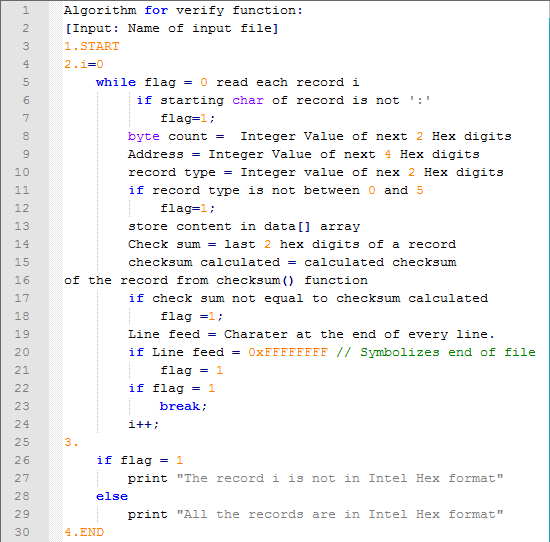 1 Algorithm for verify function:
2 [Input: Name of input file]
3 1.START
4 2.i=0
5 while flag = 0 read each record i
6 if starting char of record is not ':'
7 flag=1;
8 byte count =  Integer Value of next 2 Hex digits
9 Address = Integer Value of next 4 Hex digits
10 record type = Integer value of nex 2 Hex digits
11 if record type is not between 0 and 5
12 flag=1;
13 store content in data[] array
14 Check sum = last 2 hex digits of a record
15 checksum calculated = calculated checksum
16 of the record from checksum() function
17 if check sum not equal to checksum calculated
18 flag =1;
19 Line feed = Charater at the end of every line.
20 if Line feed = 0xFFFFFFFF // Symbolizes end of file
21 flag = 1
22 if flag = 1
23 break;
24 i++;
25 3.
26 if flag = 1
27 print "The record i is not in Intel Hex format"
28 else
29 print "All the records are in Intel Hex format"
30 4.END